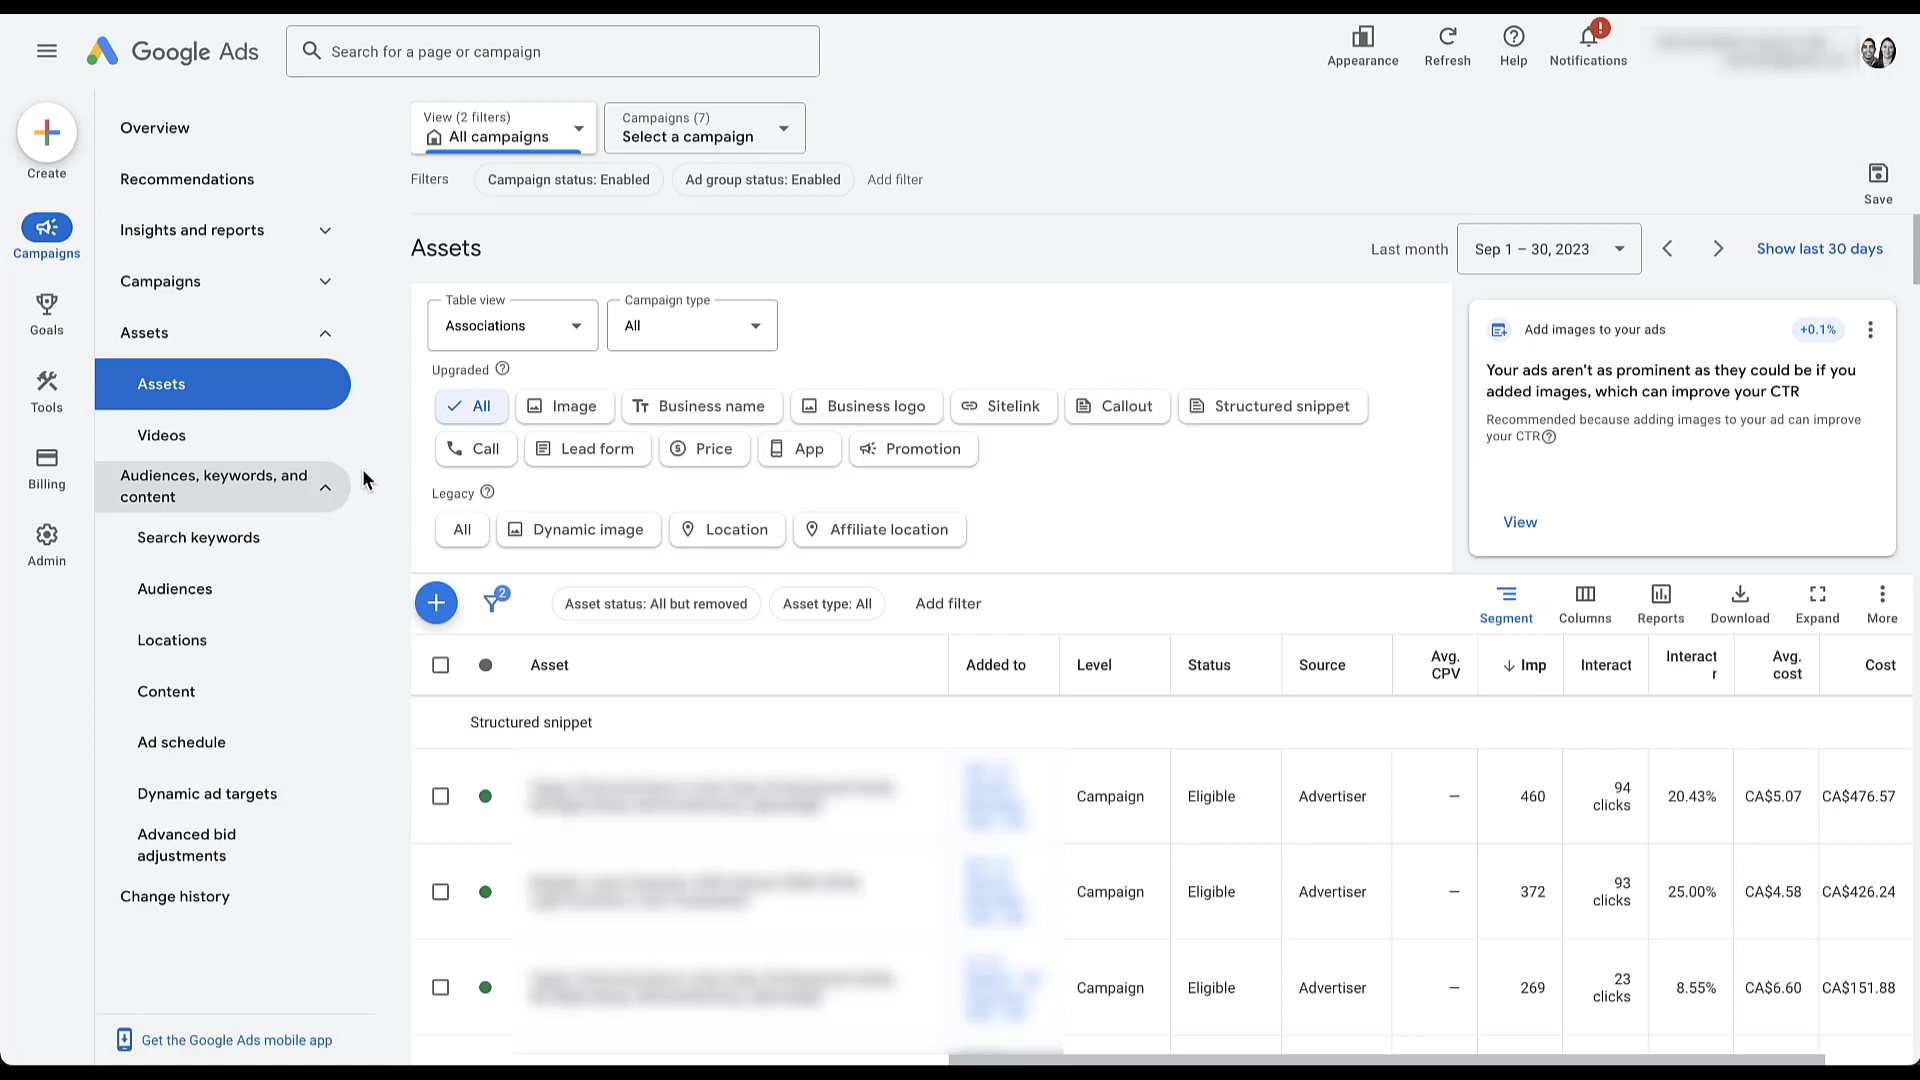 Google Ads
Search for a page or campaign
Appearance
Refresh
Help
Notifications
Create
Campaigns
Goals
Tools
Billing
Admin
Overview
Recommendations
Insights and reports
Campaigns
Assets
Assets
Videos
Audiences, keywords, and
content
Search keywords
Audiences
Locations
Content
Ad schedule
Dynamic ad targets
Advanced bid
adjustments
Change history
Get the Google Ads mobile app
View (2 filters)
All campaigns
Campaigns (7)
Select a campaign
Filters
Campaign status: Enabled
Ad group status: Enabled
Add filter
Save
Assets
Last month
Sep 1 – 30, 2023
Show last 30 days
Table view
Associations
Campaign type
All
Upgraded
All
Image
Business name
Business logo
Sitelink
Callout
Structured snippet
Call
Lead form
Price
App
Promotion
Legacy
All
Dynamic image
Location
Affiliate location
Add images to your ads
+0.1%
Your ads aren't as prominent as they could be if you
added images, which can improve your CTR
Recommended because adding images to your ad can improve
your CTR
View
2
Asset status: All but removed
Asset type: All
Add filter
Segment
Columns
Reports
Download
Expand
More
Asset
Added to
Level
Status
Source
Avg.
CPV
Imp
Interact
Interact
r
Avg.
cost
Cost
Structured snippet
Campaign
Eligible
Advertiser
—
460
94
clicks
20.43%
CA$5.07
CA$476.57
Campaign
Eligible
Advertiser
—
372
93
clicks
25.00%
CA$4.58
CA$426.24
Campaign
Eligible
Advertiser
—
269
23
clicks
8.55%
CA$6.60
CA$151.88